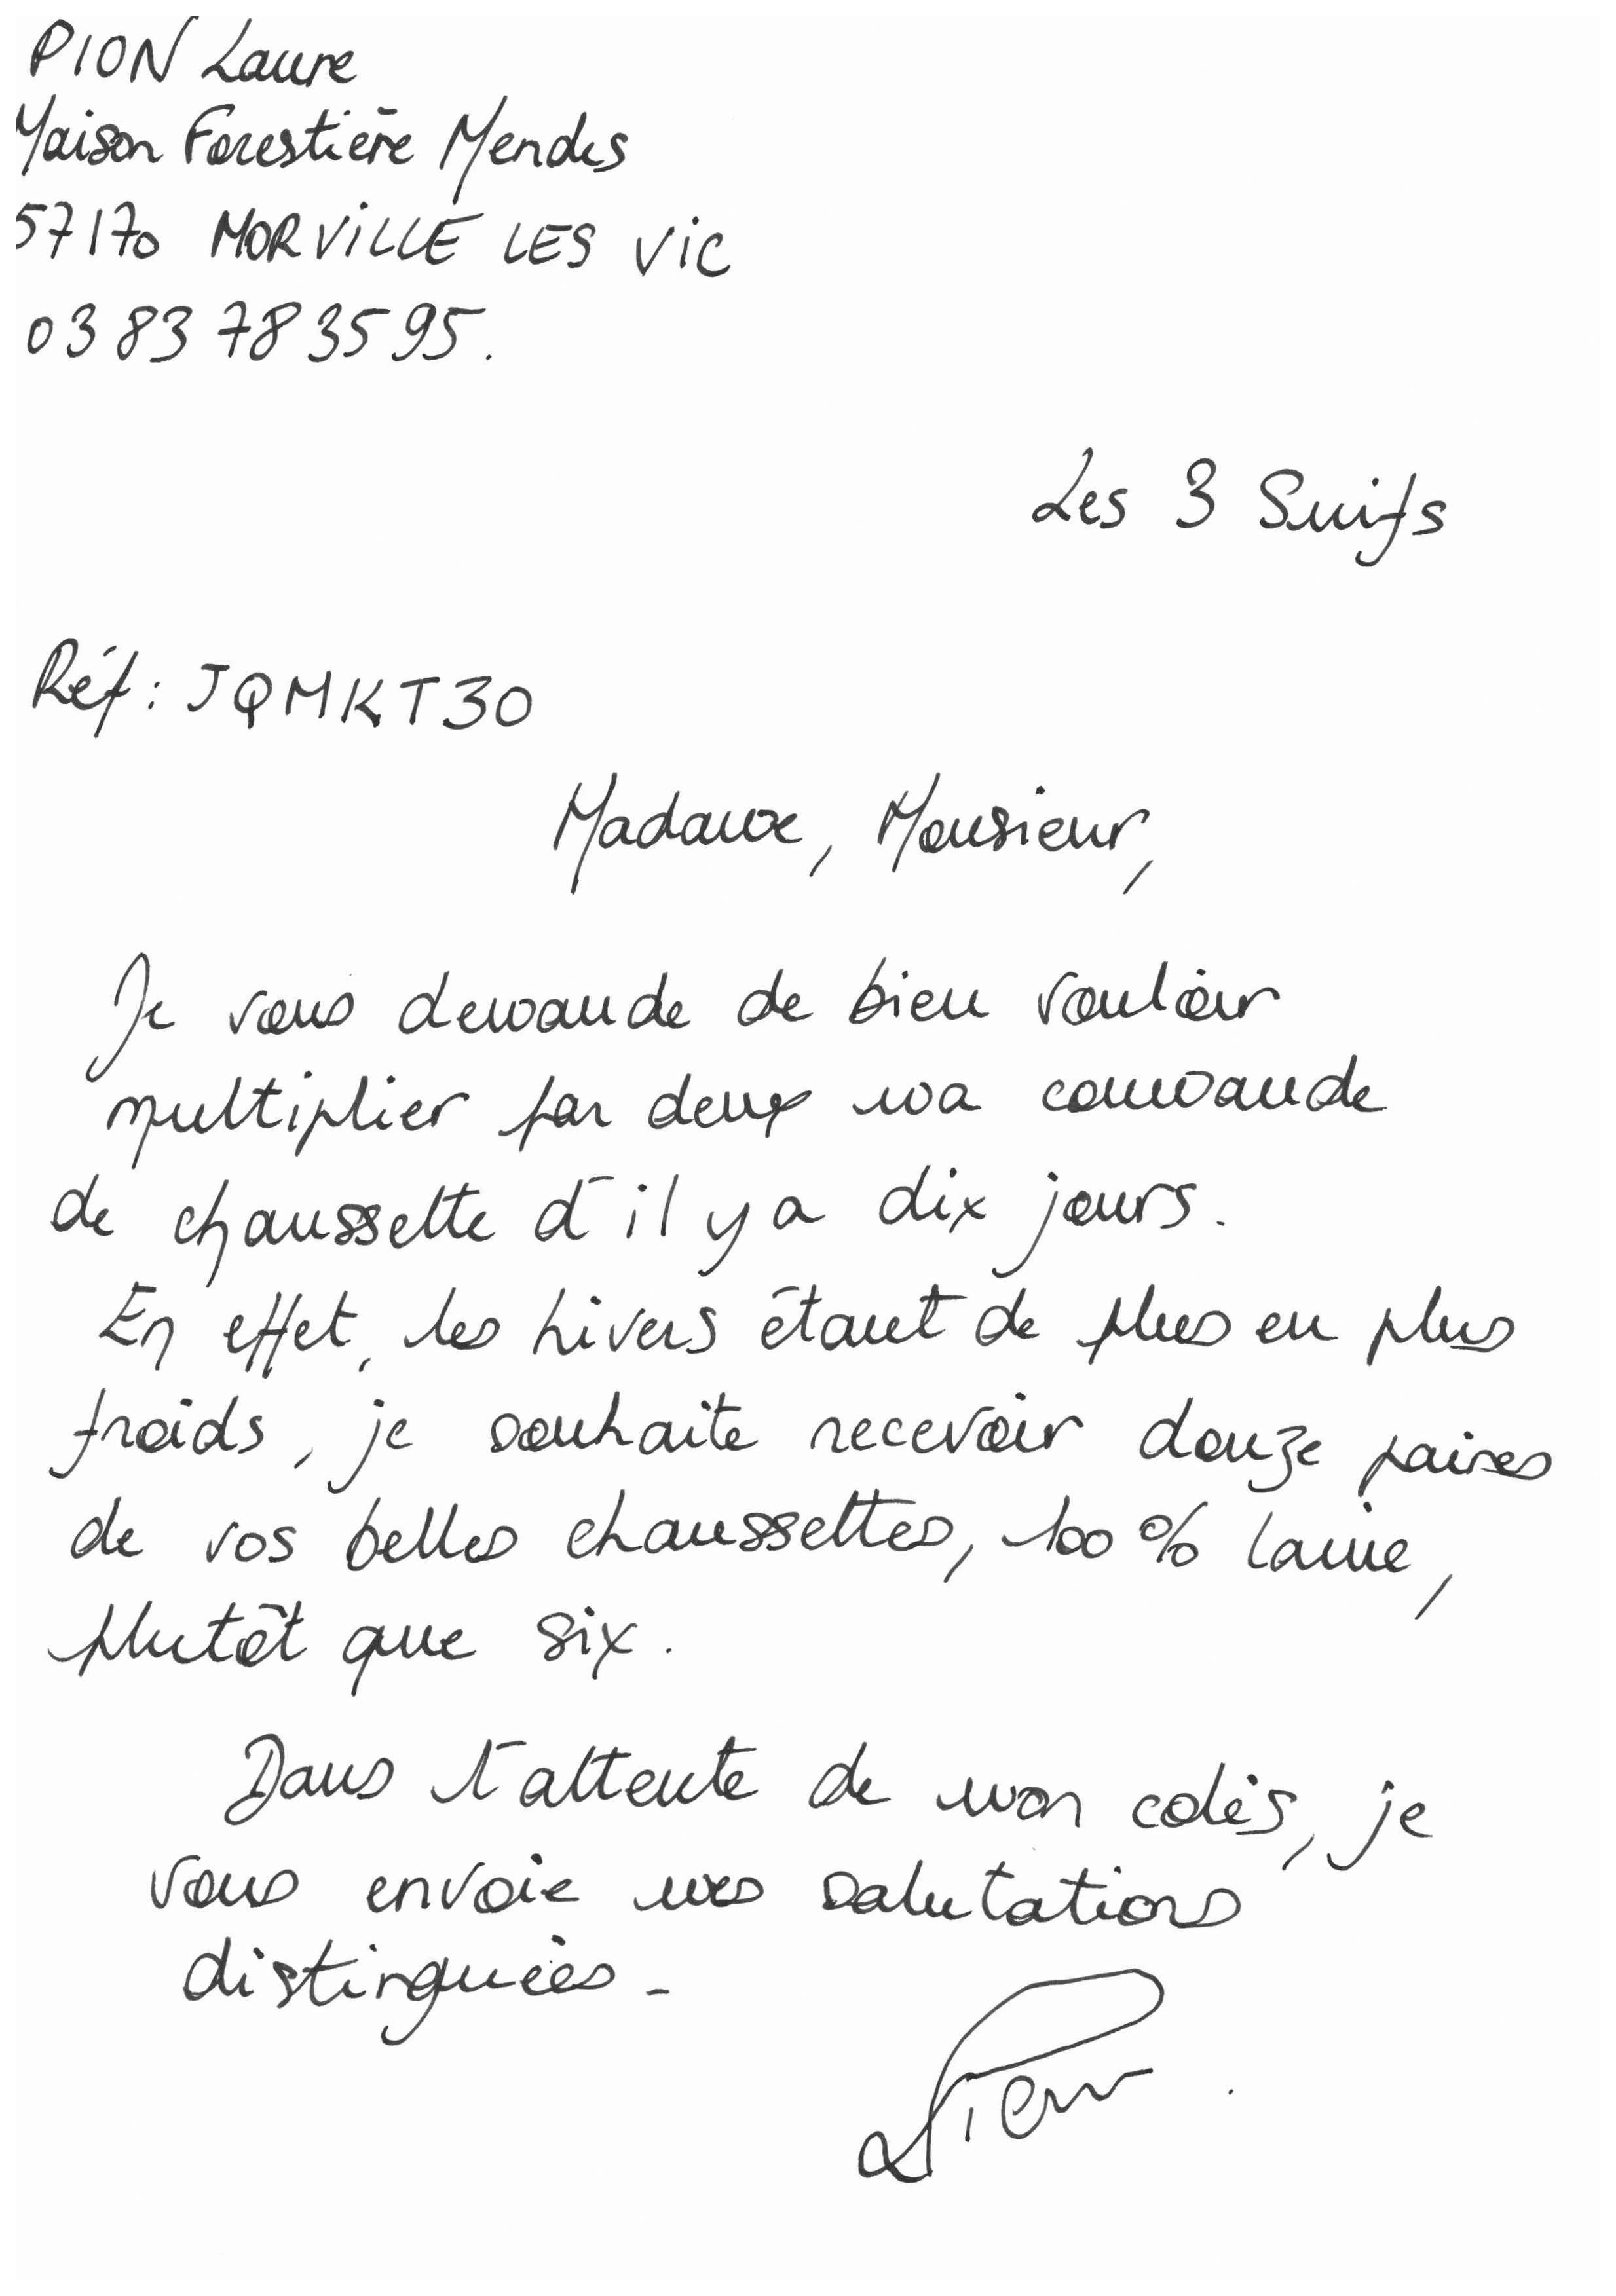 PION Laure
Maison Forestière Mendes
57170 MORVILLE LES VIC
03 83 78 35 95.
Les 3 Suifs
Réf : JQMKT30
Madame, Monsieur,
Je vous demande de bien vouloir
multiplier par deux ma commande
de chaussette d'il y a dix jours.
En effet, les hivers étant de plus en plus
froids, je souhaite recevoir douze paires
de vos belles chaussettes, 100 % laine,
plutôt que six.
Dans l'attente de mon colis, je
vous envoie mes salutations
distinguées.
LPion